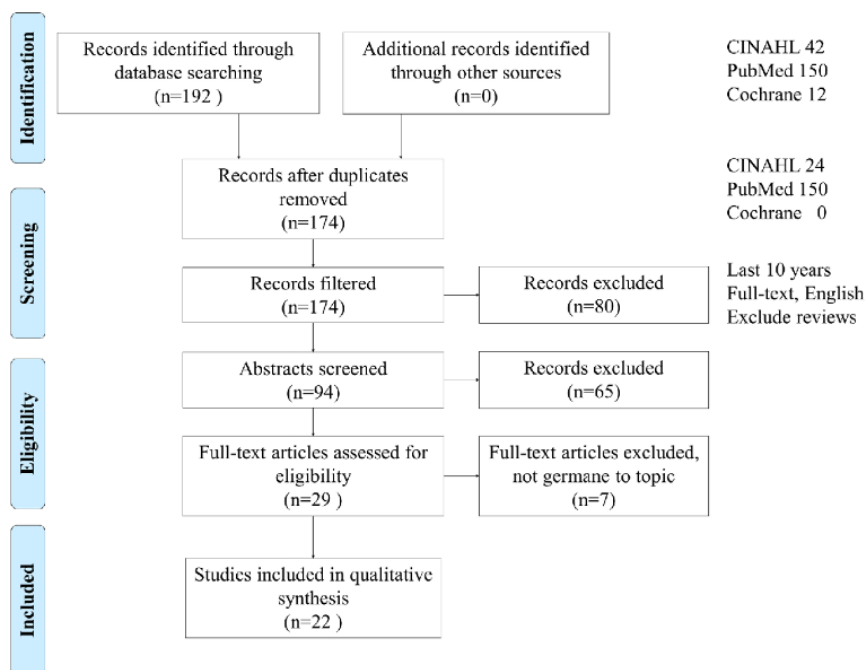 Identification
Records identified through
database searching
(n=192 )
Additional records identified
through other sources
(n=0)
CINAHL 42
PubMed 150
Cochrane 12
Records after duplicates
removed
(n=174)
CINAHL 24
PubMed 150
Cochrane 0
Screening
Records filtered
(n=174)
Records excluded
(n=80)
Last 10 years
Full-text, English
Exclude reviews
Abstracts screened
(n=94)
Records excluded
(n=65)
Eligibility
Full-text articles assessed for
eligibility
(n=29 )
Full-text articles excluded,
not germane to topic
(n=7)
Included
Studies included in qualitative
synthesis
(n=22 )